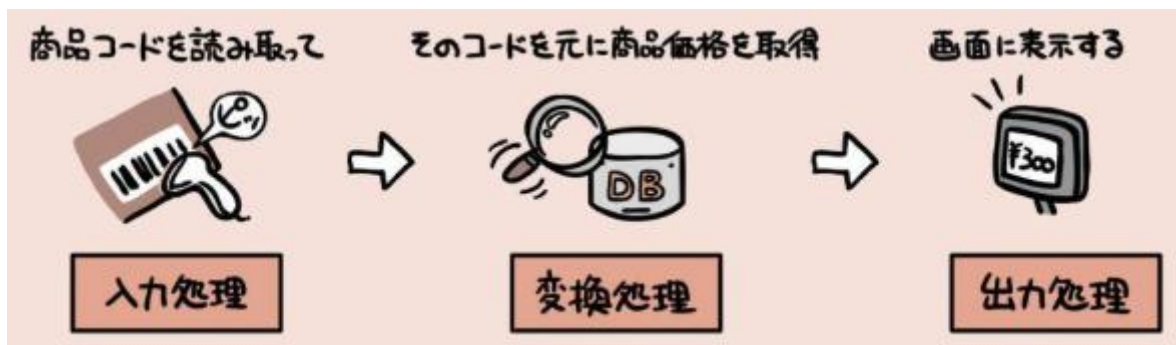 商品コードを読み取って
そのコードを元に商品価格を取得
画面に表示する
ピッ
DB
¥300
入力処理
変換処理
出力処理